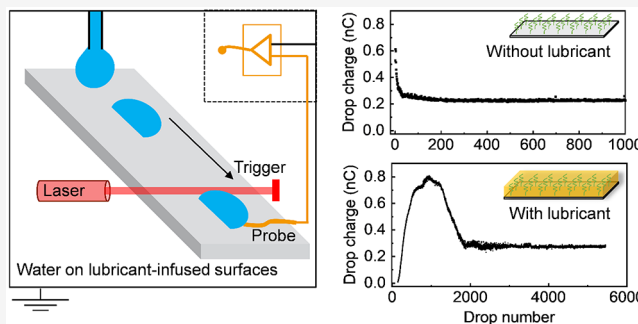 Trigger
Laser
Probe
Water on lubricant-infused surfaces
Drop charge (nC)
0.8
0.6
0.4
0.2
0.0
Without lubricant
0 200 400 600 800 1000
Drop charge (nC)
0.8
0.6
0.4
0.2
0.0
With lubricant
0 2000 4000 6000
Drop number